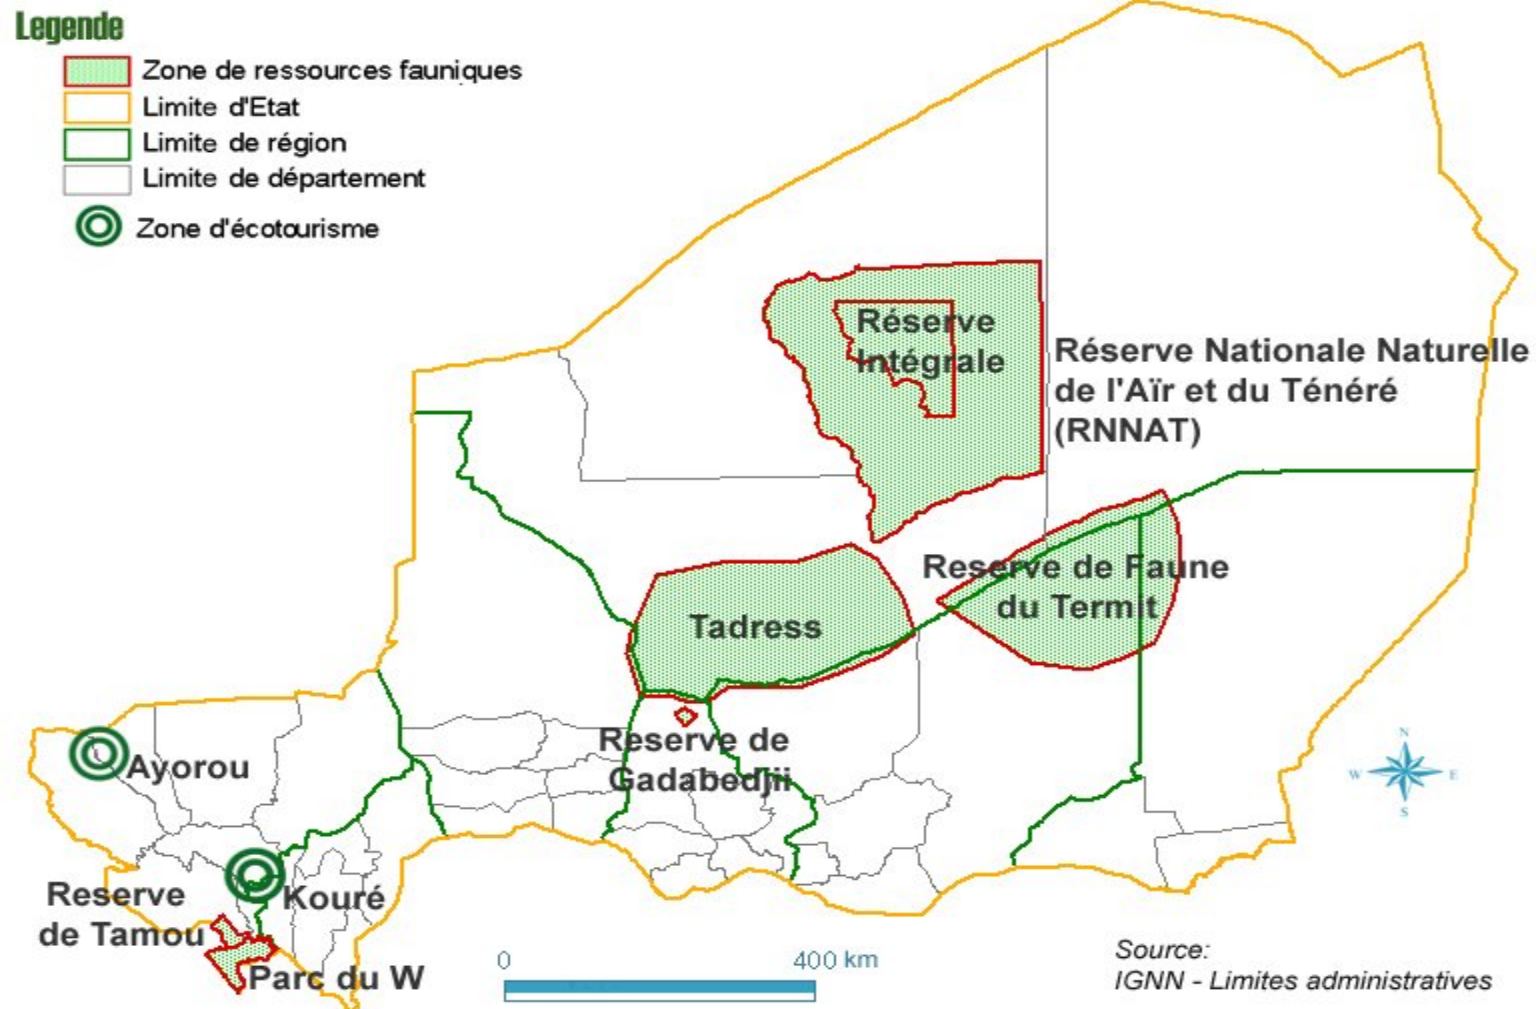 Legende
Zone de ressources fauniques
Limite d'Etat
Limite de région
Limite de département
Zone d'écotourisme
Réserve
Intégrale
Réserve Nationale Naturelle
de l'Aïr et du Ténéré
(RNNAT)
Reserve de Faune
du Termit
Tadress
Reserve de
Gadabedjii
Ayorou
N
W
E
S
Kouré
Reserve
de Tamou
Parc du W
0
400 km
Source:
IGNN - Limites administratives